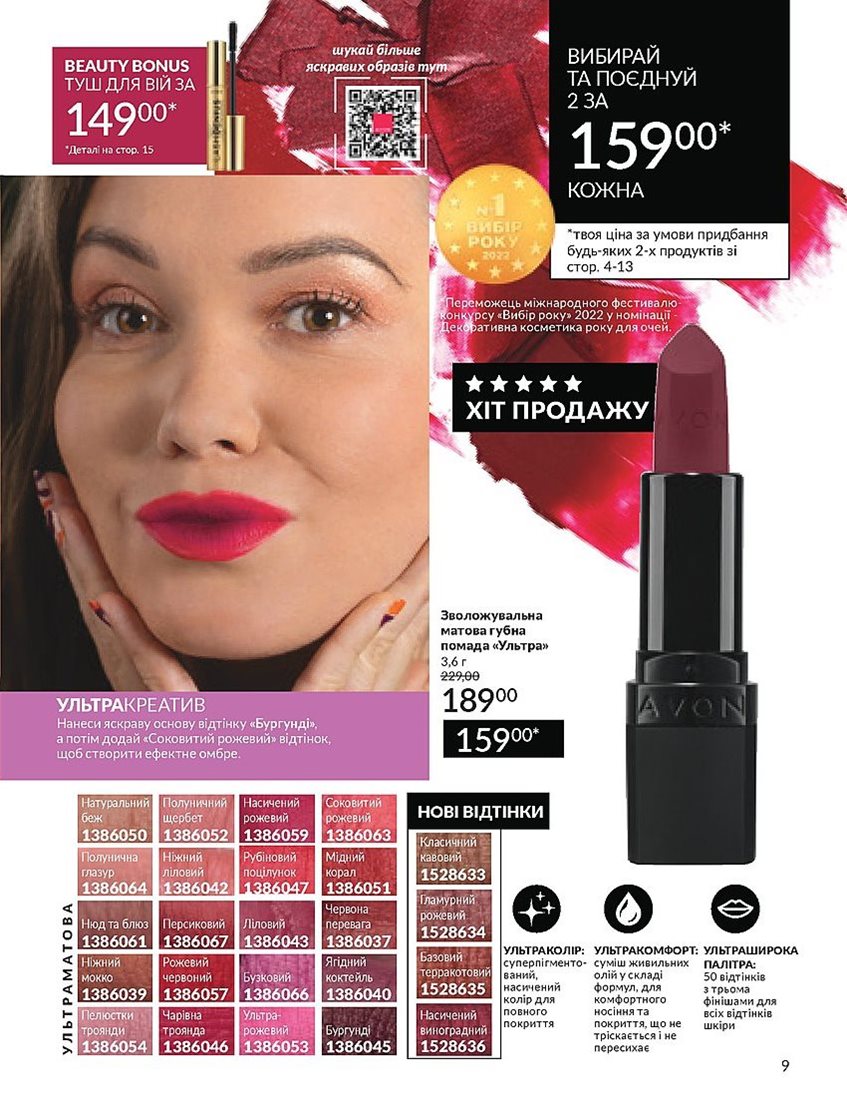 BEAUTY BONUS
ТУШ ДЛЯ ВІЙ ЗА
14900*
*Деталі на стор. 15
шукай більше
яскравих образів тут
ВИБИРАЙ
ТА ПОЄДНУЙ
2 ЗА
15900*
КОЖНА
*твоя ціна за умови придбання
будь-яких 2-х продуктів зі
стор. 4-13
№1
ВИБІР
РОКУ
2022
*Переможець міжнародного фестивалю-
конкурсу «Вибір року» 2022 у номінації -
Декоративна косметика року для очей.
ХІТ ПРОДАЖУ
AVON
Зволожувальна
матова губна
помада «Ультра»
3,6 г
229,00
18900
15900*
AVON
УЛЬТРАКРЕАТИВ
Нанеси яскраву основу відтінку «Бургунді»,
а потім додай «Соковитий рожевий» відтінок,
щоб створити ефектне омбре.
УЛЬТРАМАТОВА
Натуральний беж 1386050
Полуничний щербет 1386052
Насичений рожевий 1386059
Соковитий рожевий 1386063
Полунична глазур 1386064
Ніжний ліловий 1386042
Рубіновий поцілунок 1386047
Мідний корал 1386051
Нюд та блюз 1386061
Персиковий 1386067
Ліловий 1386043
Червона перевага 1386037
Ніжний мокко 1386039
Рожевий червоний 1386057
Бузковий 1386066
Ягідний коктейль 1386040
Пелюстки троянди 1386054
Чарівна троянда 1386046
Ультра-рожевий 1386053
Бургунді 1386045
НОВІ ВІДТІНКИ
Класичний кавовий 1528633
Гламурний рожевий 1528634
Базовий терракотовий 1528635
Насичений виноградний 1528636
УЛЬТРАКОЛІР:
суперпігменто-
ваний,
насичений
колір для
повного
покриття
УЛЬТРАКОМФОРТ:
суміш живильних
олій у складі
формул, для
комфортного
носіння та
покриття, що не
тріскається і не
пересихає
УЛЬТРАШИРОКА
ПАЛІТРА:
50 відтінків
з трьома
фінішами для
всіх відтінків
шкіри
9